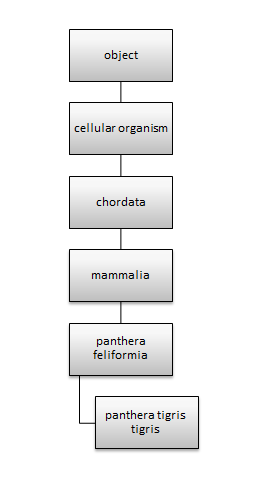 object
cellular organism
chordata
mammalia
panthera
feliformia
panthera tigris
tigris